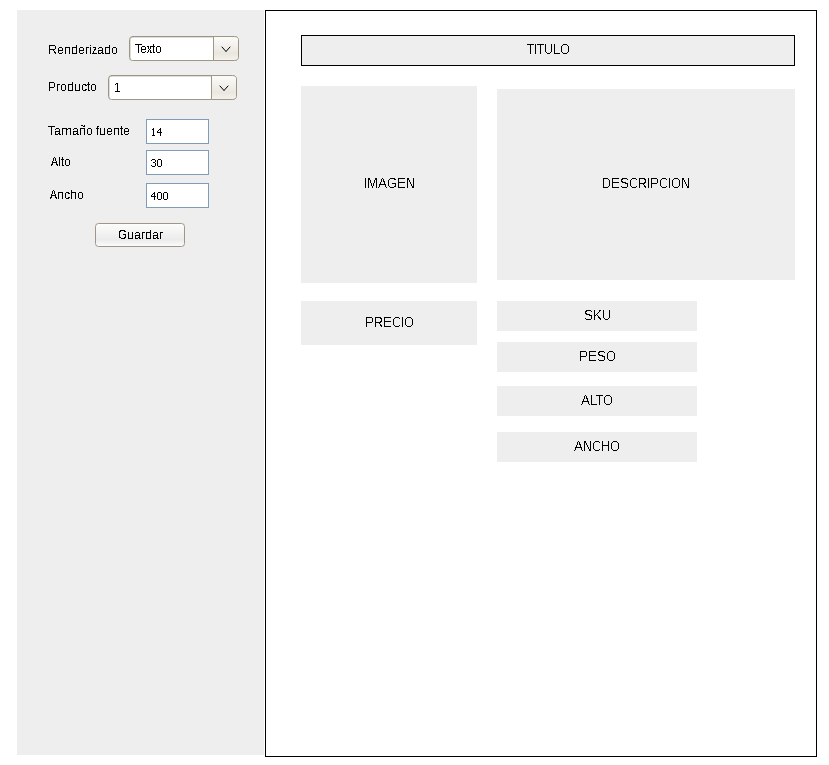 Renderizado Texto
Producto 1
Tamaño fuente 14
Alto 30
Ancho 400
Guardar
TITULO
IMAGEN
DESCRIPCION
PRECIO
SKU
PESO
ALTO
ANCHO